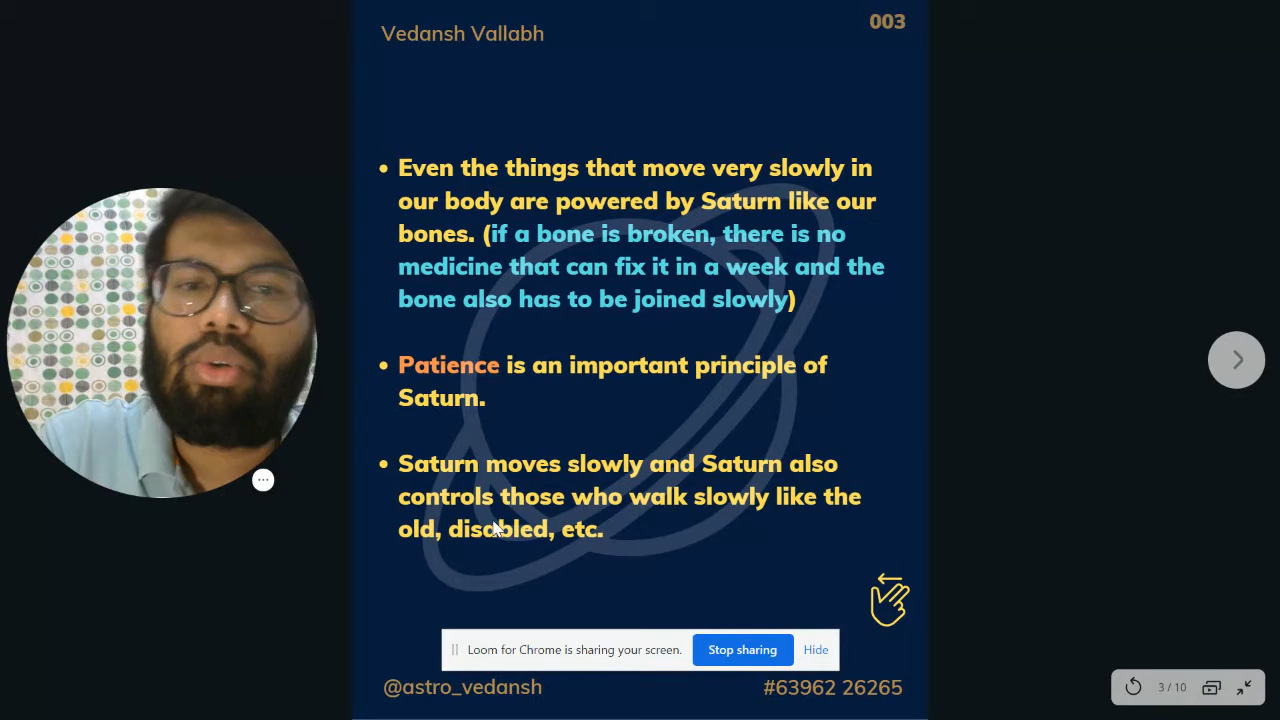 Vedansh Vallabh
003
• Even the things that move very slowly in
our body are powered by Saturn like our
bones. (if a bone is broken, there is no
medicine that can fix it in a week and the
bone also has to be joined slowly)
• Patience is an important principle of
Saturn.
• Saturn moves slowly and Saturn also
controls those who walk slowly like the
old, disabled, etc.
Loom for Chrome is sharing your screen. Stop sharing Hide
@astro_vedansh
#63962 26265
3 / 10